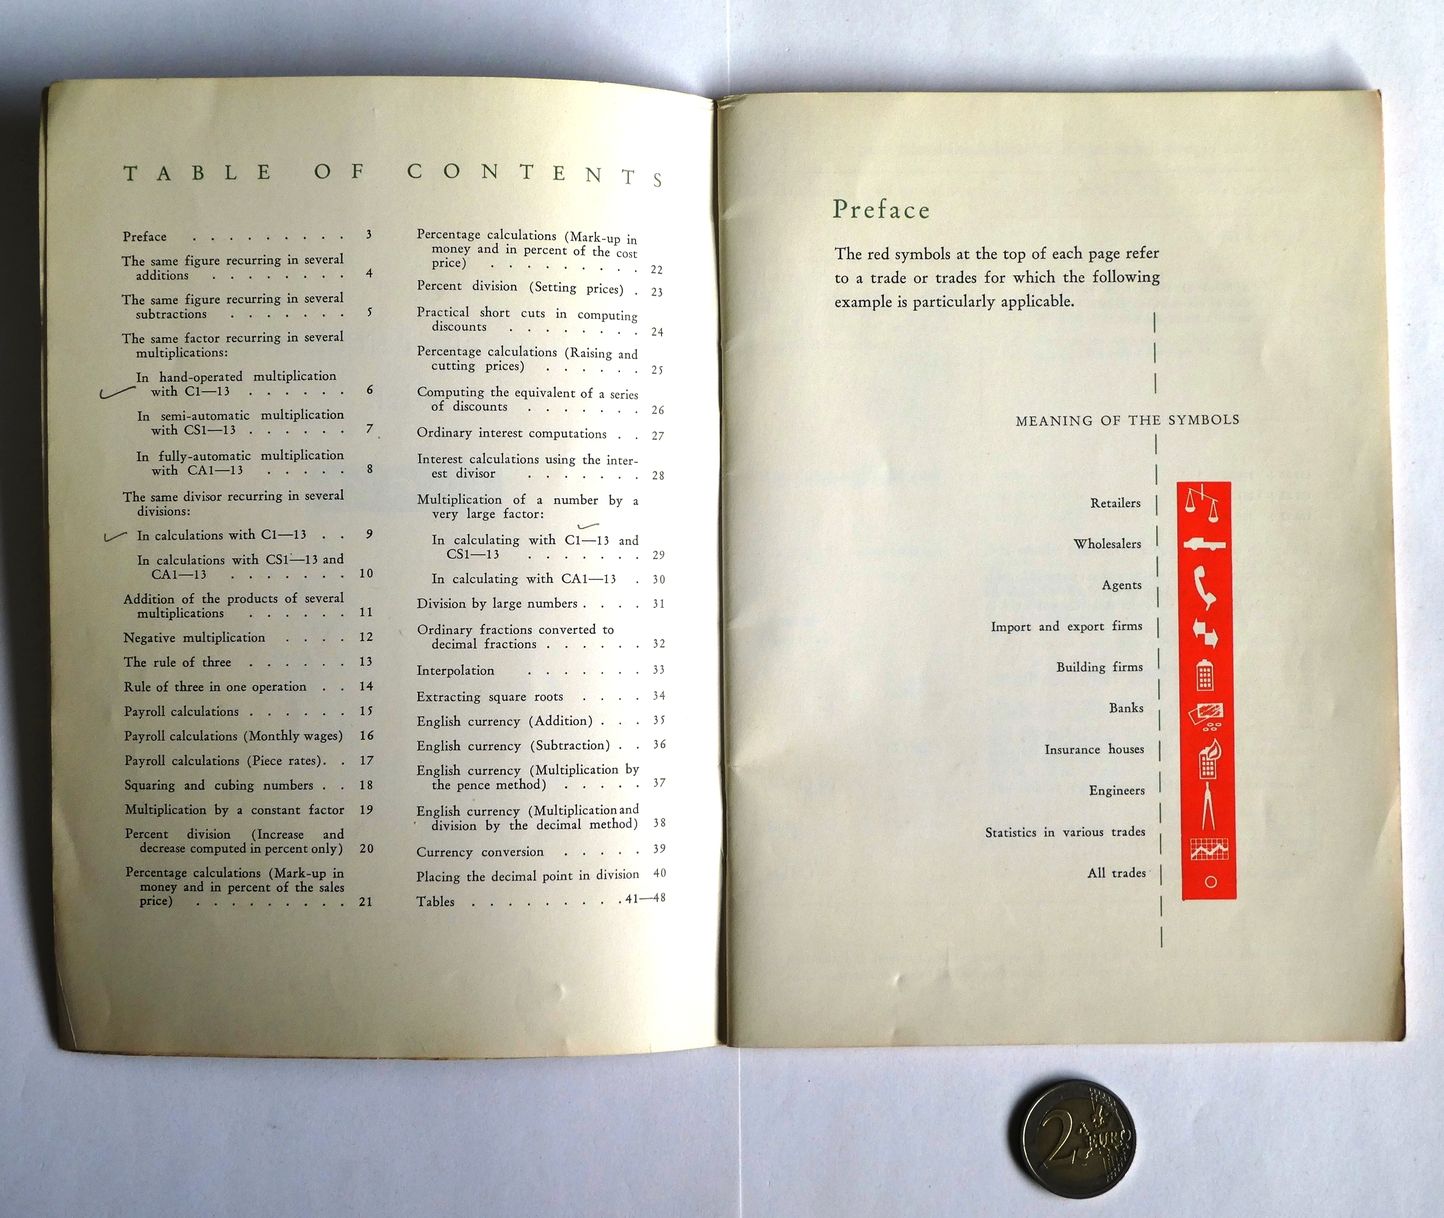 TABLE OF CONTENTS
Preface . . . . . . . . . 3
The same figure recurring in several
additions . . . . . . . . 4
The same figure recurring in several
subtractions . . . . . . . 5
The same factor recurring in several
multiplications:
In hand-operated multiplication
with C1—13 . . . . . . 6
In semi-automatic multiplication
with CS1—13 . . . . . . 7
In fully-automatic multiplication
with CA1—13 . . . . . 8
The same divisor recurring in several
divisions:
In calculations with C1—13 . . 9
In calculations with CS1—13 and
CA1—13 . . . . . . . 10
Addition of the products of several
multiplications . . . . . . 11
Negative multiplication . . . . 12
The rule of three . . . . . . 13
Rule of three in one operation . . 14
Payroll calculations . . . . . . 15
Payroll calculations (Monthly wages) 16
Payroll calculations (Piece rates). . 17
Squaring and cubing numbers . . 18
Multiplication by a constant factor 19
Percent division (Increase and
decrease computed in percent only) 20
Percentage calculations (Mark-up in
money and in percent of the sales
price) . . . . . . . . . 21
Percentage calculations (Mark-up in
money and in percent of the cost
price) . . . . . . . . . 22
Percent division (Setting prices) . 23
Practical short cuts in computing
discounts . . . . . . . . 24
Percentage calculations (Raising and
cutting prices) . . . . . . 25
Computing the equivalent of a series
of discounts . . . . . . . 26
Ordinary interest computations . . 27
Interest calculations using the inter-
est divisor . . . . . . . 28
Multiplication of a number by a
very large factor:
In calculating with C1—13 and
CS1—13 . . . . . . . 29
In calculating with CA1—13 . 30
Division by large numbers . . . . 31
Ordinary fractions converted to
decimal fractions . . . . . . 32
Interpolation . . . . . . . 33
Extracting square roots . . . . 34
English currency (Addition) . . . 35
English currency (Subtraction) . . 36
English currency (Multiplication by
the pence method) . . . . . 37
English currency (Multiplication and
division by the decimal method) 38
Currency conversion . . . . . 39
Placing the decimal point in division 40
Tables . . . . . . . . . . 41—48
Preface
The red symbols at the top of each page refer
to a trade or trades for which the following
example is particularly applicable.
MEANING OF THE SYMBOLS
Retailers
Wholesalers
Agents
Import and export firms
Building firms
Banks
Insurance houses
Engineers
Statistics in various trades
All trades
2 EURO